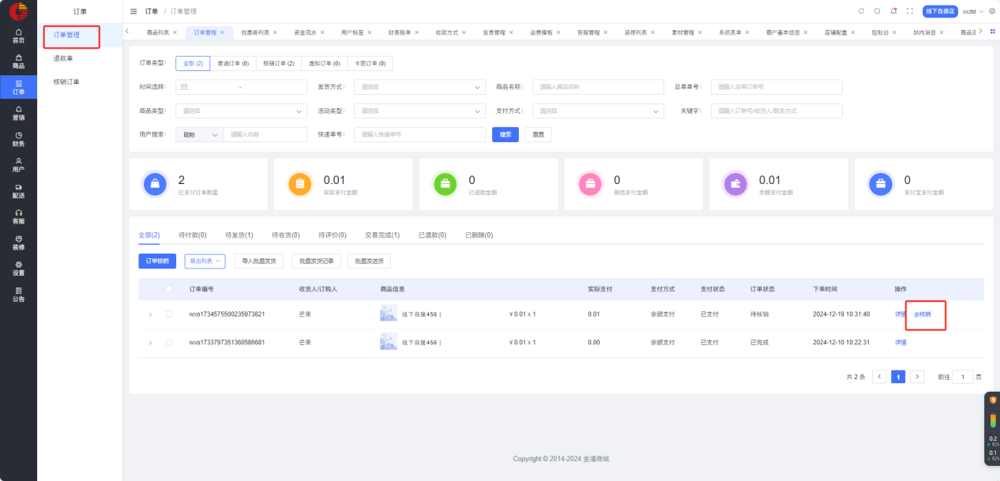 订单
订单 / 订单管理
线下自提店
xxztd
首页
商品
订单
营销
财务
用户
配送
客服
装修
设置
公告
订单管理
退款单
核销订单
商品列表 ×
订单管理 ×
优惠券列表 ×
资金流水 ×
用户标签 ×
财务账单 ×
收款方式 ×
发票管理 ×
运费模板 ×
客服管理 ×
装修列表 ×
素材管理 ×
系统表单 ×
商户基本信息 ×
店铺配置 ×
控制台 ×
站内消息 ×
订单类型: 全部 (2) 普通订单 (0) 核销订单 (2) 虚拟订单 (0) 卡密订单 (0)
时间选择: - 发货方式: 请选择 商品名称: 请输入商品名称 总单单号: 请输入总单订单号
商品类型: 请选择 活动类型: 请选择 支付方式: 请选择 关键字: 请输入订单号/收货人/联系方式
用户搜索: 昵称 请输入内容 快递单号: 请输入快递单号 搜索 重置
2
已支付订单数量
0.01
实际支付金额
0
已退款金额
0
微信支付金额
0.01
余额支付金额
0
支付宝支付金额
全部(2) 待付款(0) 待发货(1) 待收货(0) 待评价(0) 交易完成(1) 已退款(0) 已删除(0)
订单核销 导出列表 导入批量发货 批量发货记录 批量发送货
订单编号 收货人/订购人 商品信息 实际支付 支付方式 支付状态 订单状态 下单时间 操作
wxo1734575500235973821 芒果 线下自提456 | ¥ 0.01 x 1 0.01 余额支付 已支付 待核销 2024-12-19 10:31:40 详情 去核销
wxo1733797351360586681 芒果 线下自提456 | ¥ 0.01 x 1 0.00 余额支付 已支付 已完成 2024-12-10 10:22:31 详情
共 2 条 1 前往 1 页
0.2
K/s
0.1
K/s
Copyright © 2014-2024 金灌商城